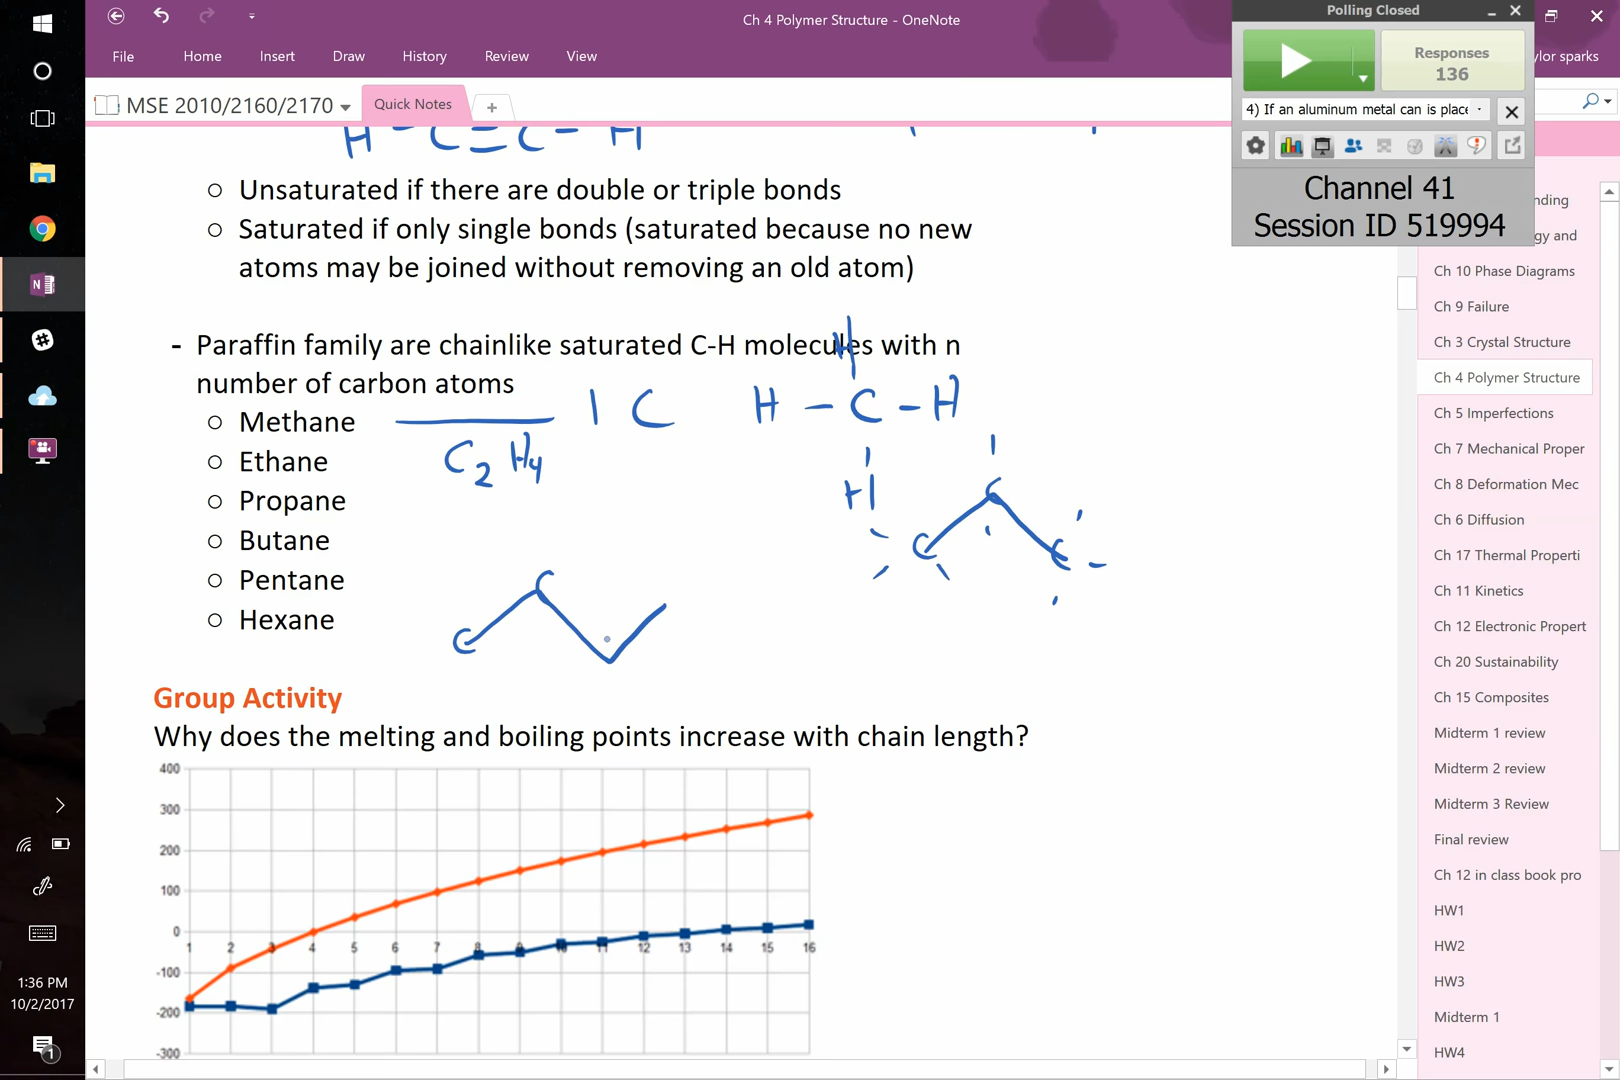 Ch 4 Polymer Structure - OneNote
Polling Closed
File Home Insert Draw History Review View
Responses
136
ylor sparks
MSE 2010/2160/2170
Quick Notes
+
4) If an aluminum metal can is place
Channel 41
Session ID 519994
H - C ≡ C - H
○ Unsaturated if there are double or triple bonds
○ Saturated if only single bonds (saturated because no new
atoms may be joined without removing an old atom)
- Paraffin family are chainlike saturated C-H molecules with n
number of carbon atoms
○ Methane
○ Ethane
○ Propane
○ Butane
○ Pentane
○ Hexane
1 C
C2 H4
H
H - C - H
H
C
C C
C
C
Group Activity
Why does the melting and boiling points increase with chain length?
400
300
200
100
0
-100
-200
-300
1 2 3 4 5 6 7 8 9 10 11 12 13 14 15 16
nding
gy and
Ch 10 Phase Diagrams
Ch 9 Failure
Ch 3 Crystal Structure
Ch 4 Polymer Structure
Ch 5 Imperfections
Ch 7 Mechanical Proper
Ch 8 Deformation Mec
Ch 6 Diffusion
Ch 17 Thermal Properti
Ch 11 Kinetics
Ch 12 Electronic Propert
Ch 20 Sustainability
Ch 15 Composites
Midterm 1 review
Midterm 2 review
Midterm 3 Review
Final review
Ch 12 in class book pro
HW1
HW2
HW3
Midterm 1
HW4
1:36 PM
10/2/2017
1